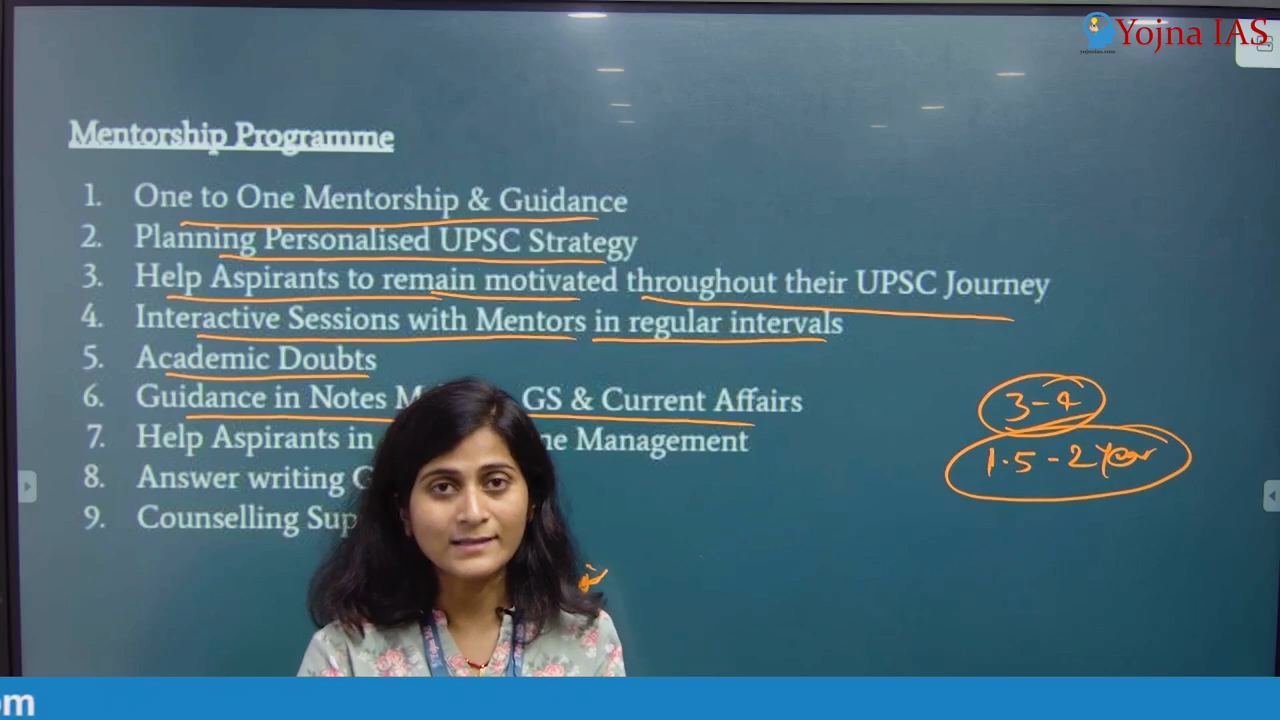 Yojna IAS
yojnaias.com
Mentorship Programme
1. One to One Mentorship & Guidance
2. Planning Personalised UPSC Strategy
3. Help Aspirants to remain motivated throughout their UPSC Journey
4. Interactive Sessions with Mentors in regular intervals
5. Academic Doubts
6. Guidance in Notes GS & Current Affairs
7. Help Aspirants in Management
8. Answer writing
9. Counselling
3-4
1.5-2 Year
om